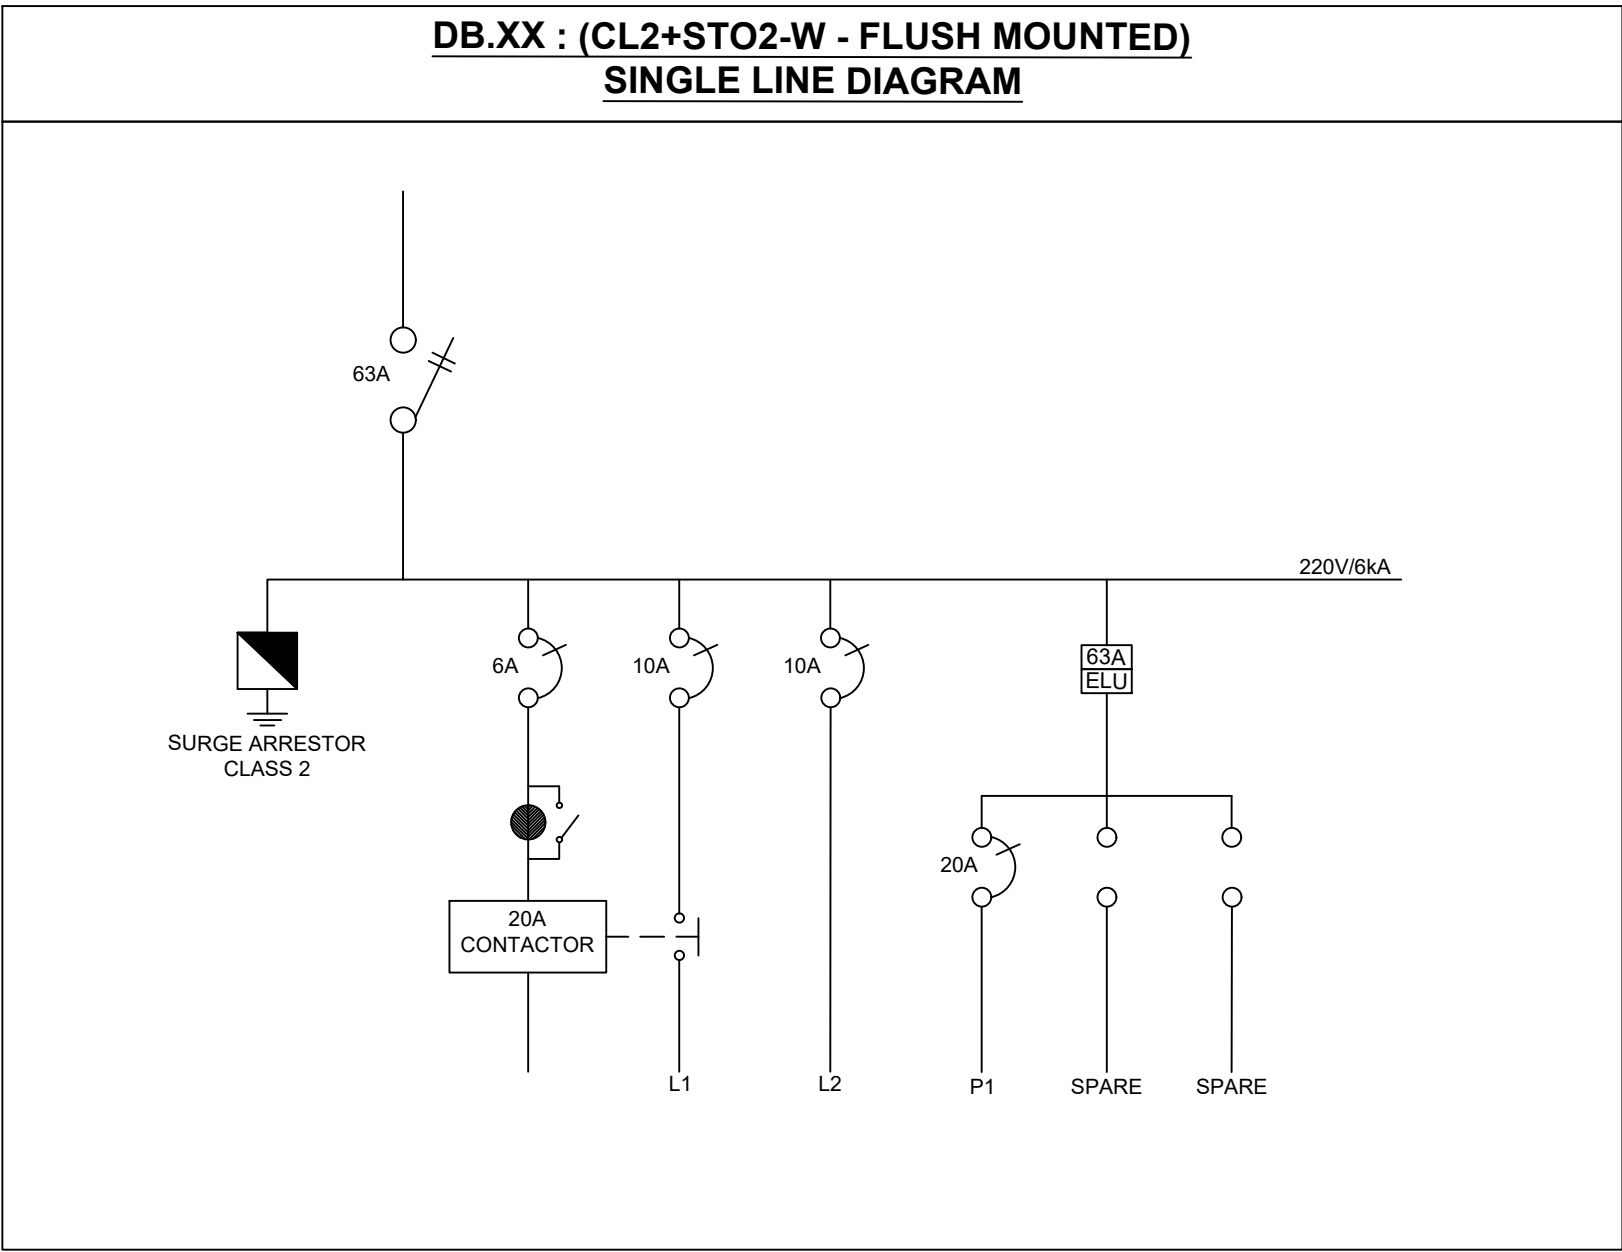 DB.XX : (CL2+STO2-W - FLUSH MOUNTED)
SINGLE LINE DIAGRAM
63A
220V/6kA
6A
10A
10A
63A
ELU
SURGE ARRESTOR
CLASS 2
20A
20A
CONTACTOR
L1
L2
P1
SPARE
SPARE